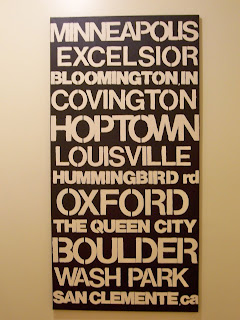 MINNEAPOLIS
EXCELSIOR
BLOOMINGTON, IN
COVINGTON
HOPTOWN
LOUISVILLE
HUMMINGBIRD rd
OXFORD
THE QUEEN CITY
BOULDER
WASH PARK
SAN CLEMENTE ca